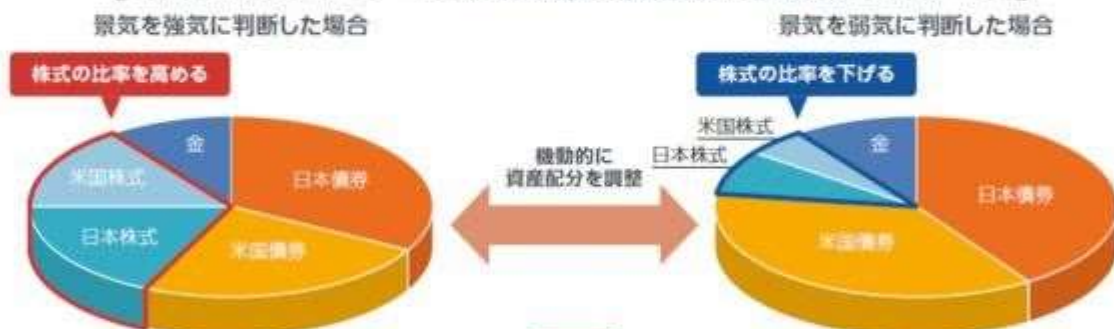 景気を強気に判断した場合
株式の比率を高める
金
米国株式
日本債券
日本株式
米国債券
機動的に
資産配分を調整
景気を弱気に判断した場合
株式の比率を下げる
米国株式
日本株式
金
日本債券
米国債券